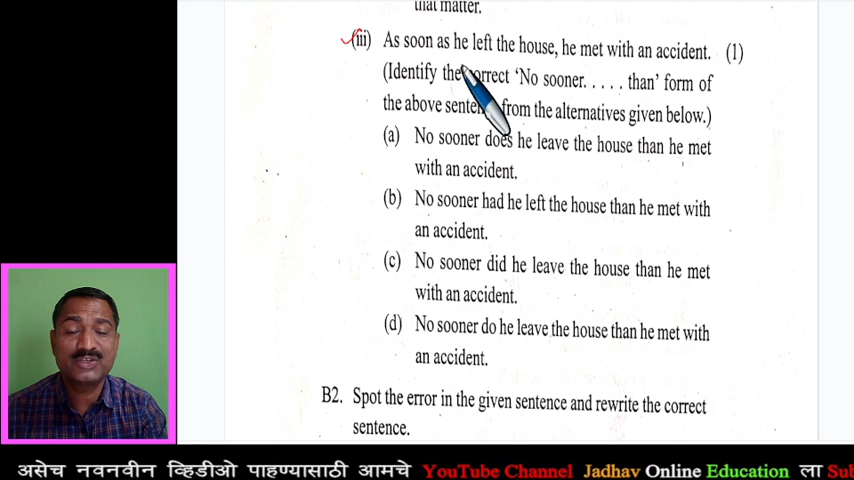 that matter.
(iii) As soon as he left the house, he met with an accident. (1)
(Identify the correct 'No sooner. . . . . than' form of
the above sentence from the alternatives given below.)
(a) No sooner does he leave the house than he met
with an accident.
(b) No sooner had he left the house than he met with
an accident.
(c) No sooner did he leave the house than he met
with an accident.
(d) No sooner do he leave the house than he met with
an accident.
B2. Spot the error in the given sentence and rewrite the correct
sentence.
असेच नवनवीन व्हिडीओ पाहण्यासाठी आमचे YouTube Channel Jadhav Online Education ला Sub